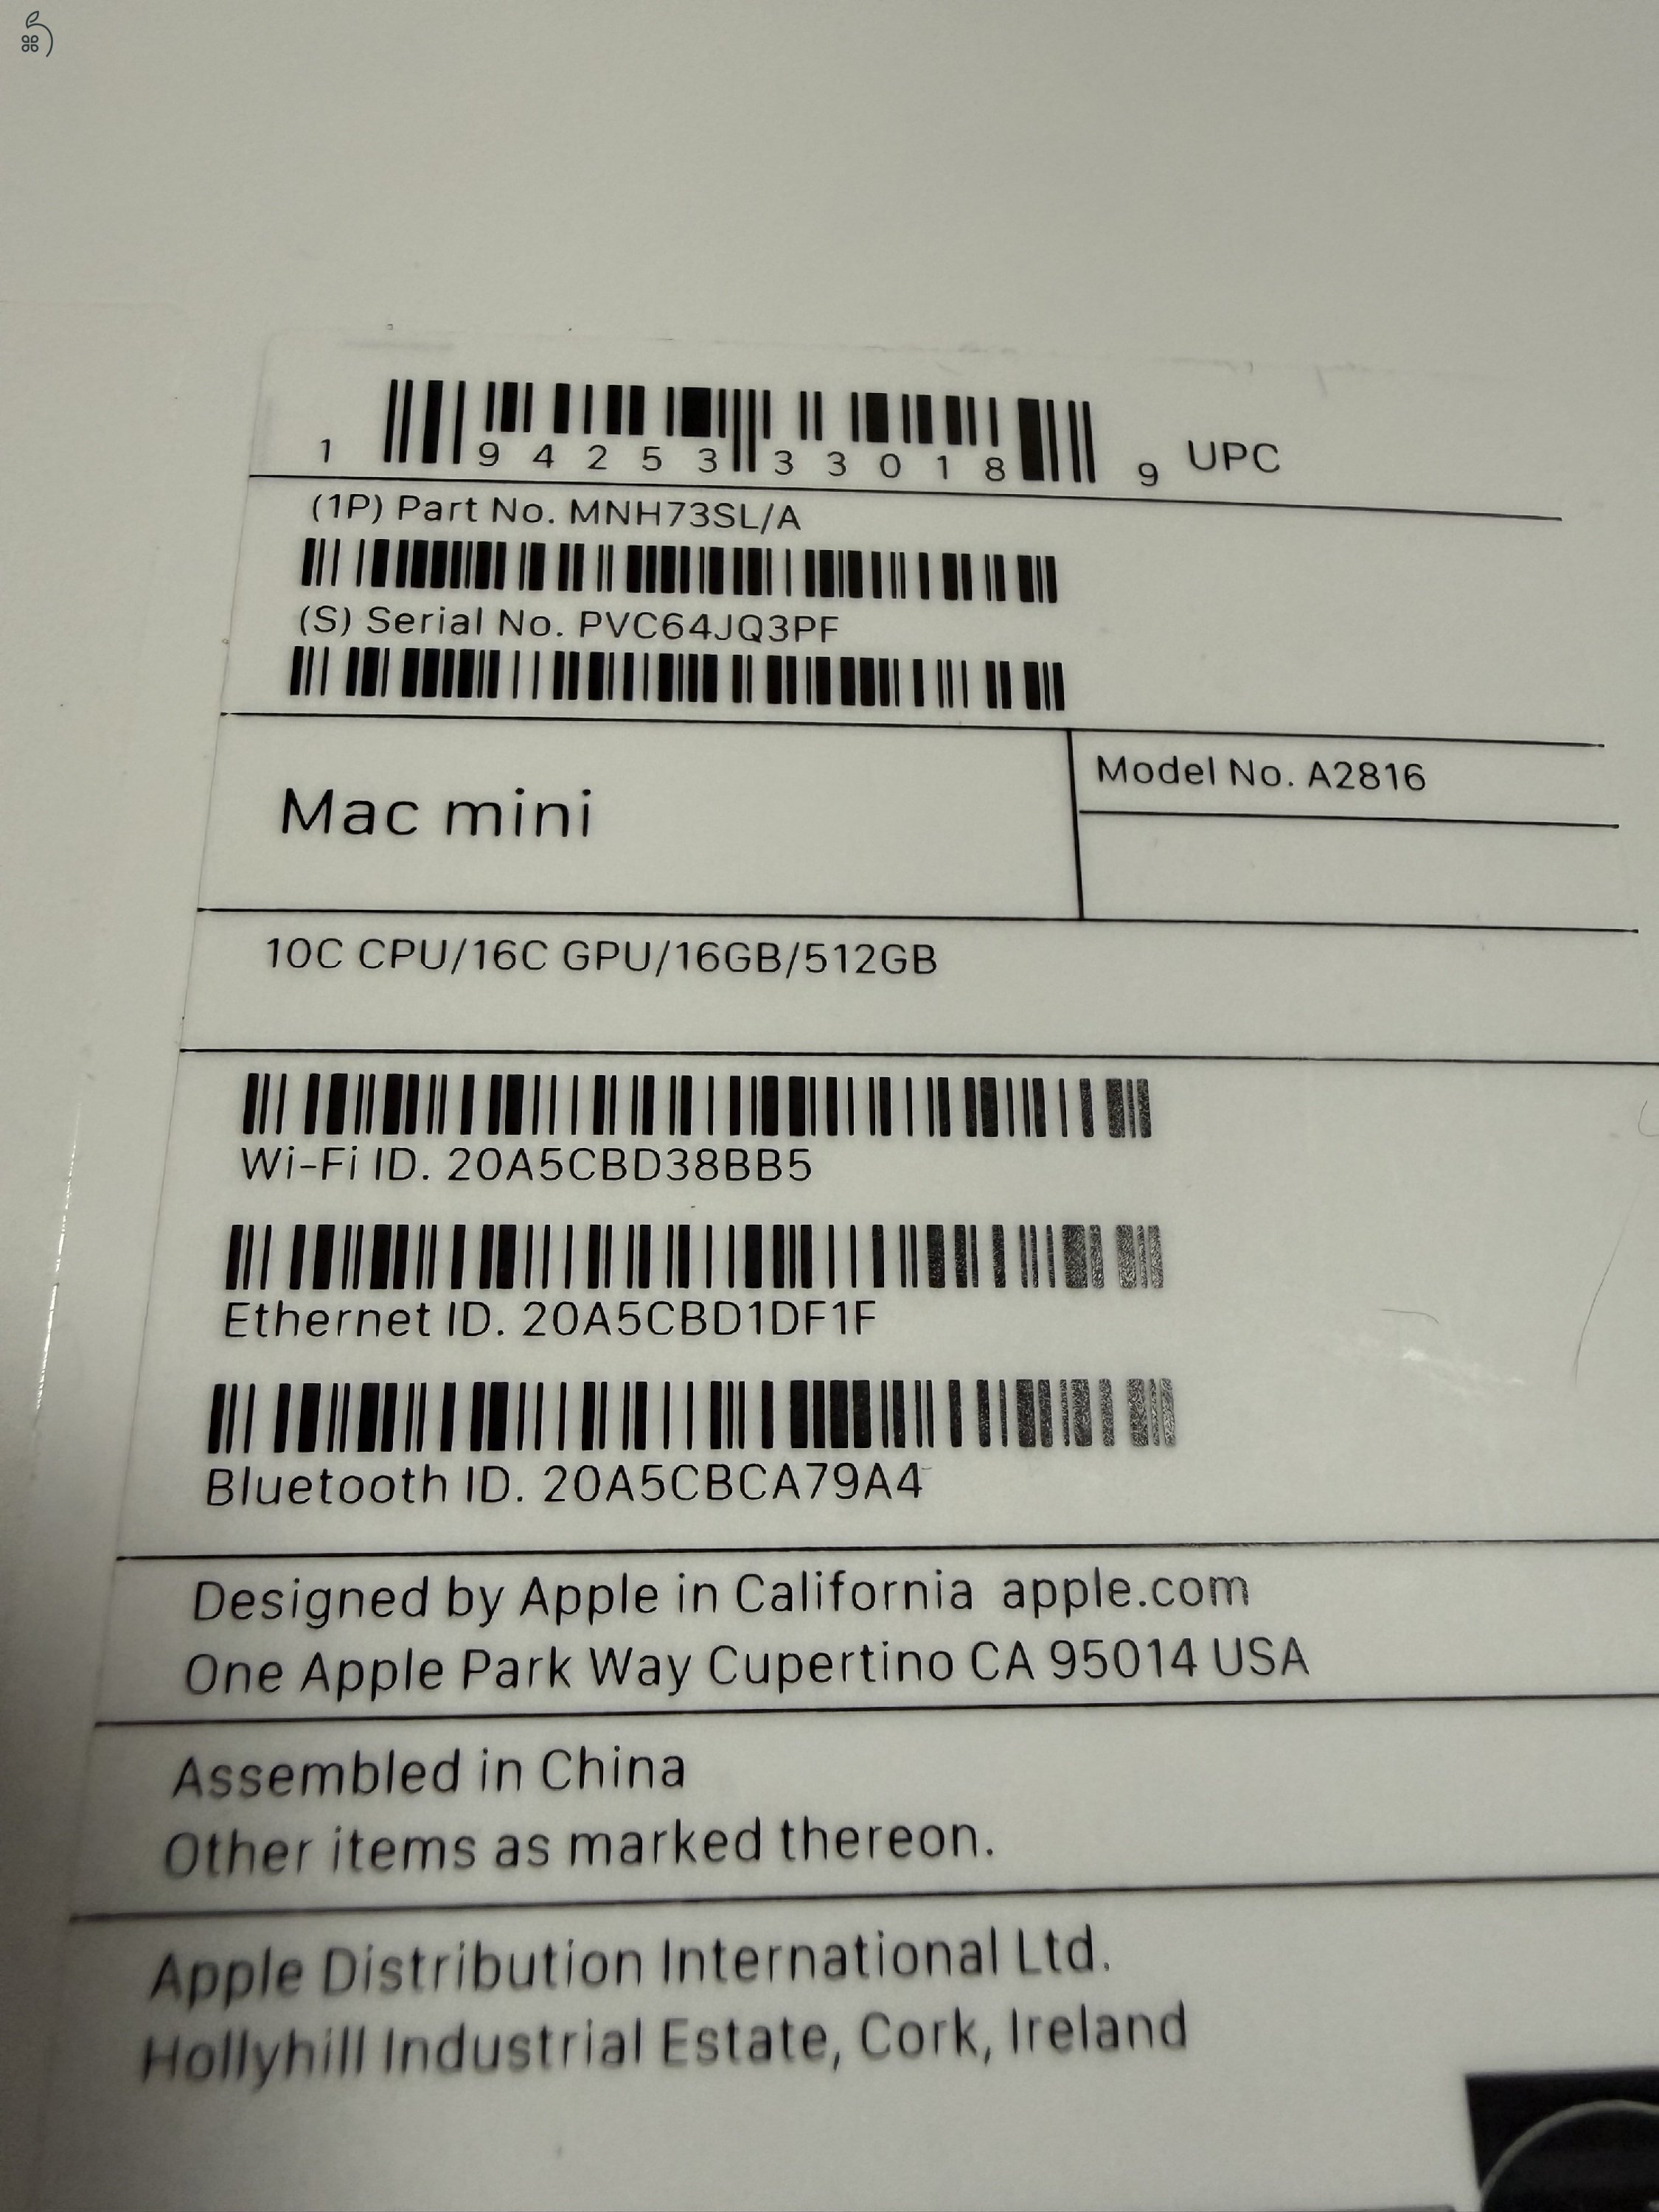 1 94253 33018 9 UPC
(1P) Part No. MNH73SL/A
(S) Serial No. PVC64JQ3PF
Mac mini
Model No. A2816
10C CPU/16C GPU/16GB/512GB
Wi-Fi ID. 20A5CBD38BB5
Ethernet ID. 20A5CBD1DF1F
Bluetooth ID. 20A5CBCA79A4
Designed by Apple in California apple.com
One Apple Park Way Cupertino CA 95014 USA
Assembled in China
Other items as marked thereon.
Apple Distribution International Ltd.
Hollyhill Industrial Estate, Cork, Ireland